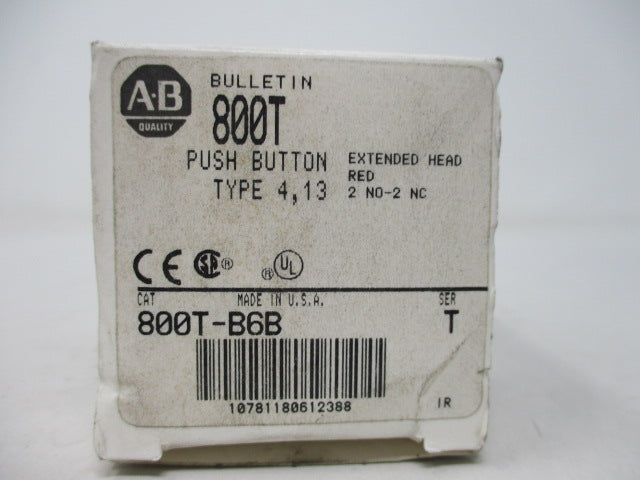 A-B
QUALITY
BULLETIN
800T
PUSH BUTTON
TYPE 4,13
EXTENDED HEAD
RED
2 NO-2 NC
CE SA® ® UL
CAT MADE IN U.S.A. SER
800T-B6B T
10781180612388
IR